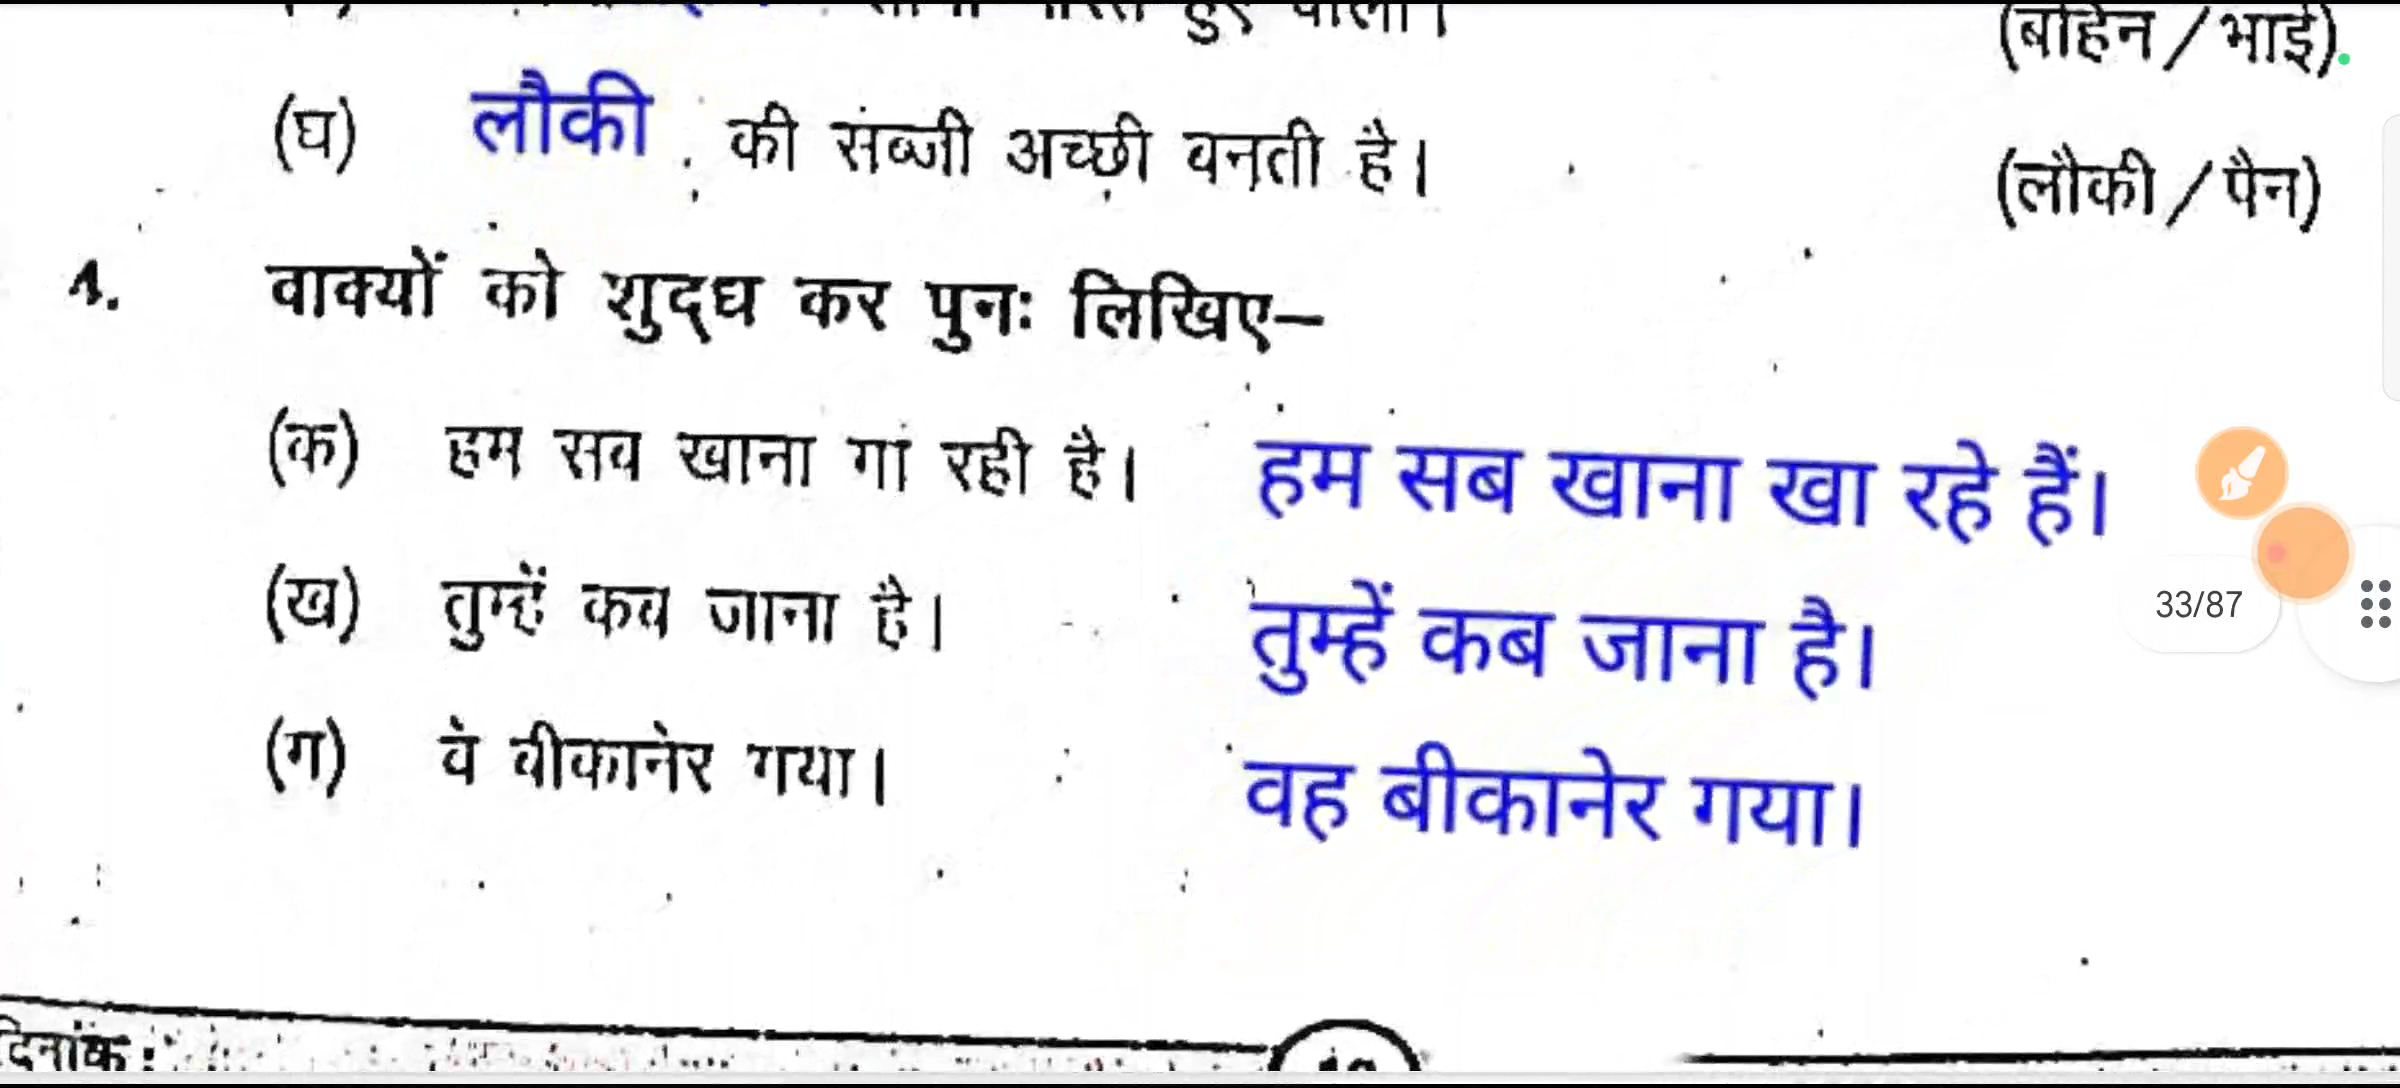 हुए बोला।
(बहिन / भाई)
(घ) लौकी की सब्जी अच्छी बनती है। (लौकी / पैन)
4. वाक्यों को शुद्ध कर पुनः लिखिए—
(क) हम सब खाना गा रही है। हम सब खाना खा रहे हैं।
(ख) तुम्हें कब जाना है। तुम्हें कब जाना है।
33/87
(ग) वे बीकानेर गया। वह बीकानेर गया।
दिनांक :